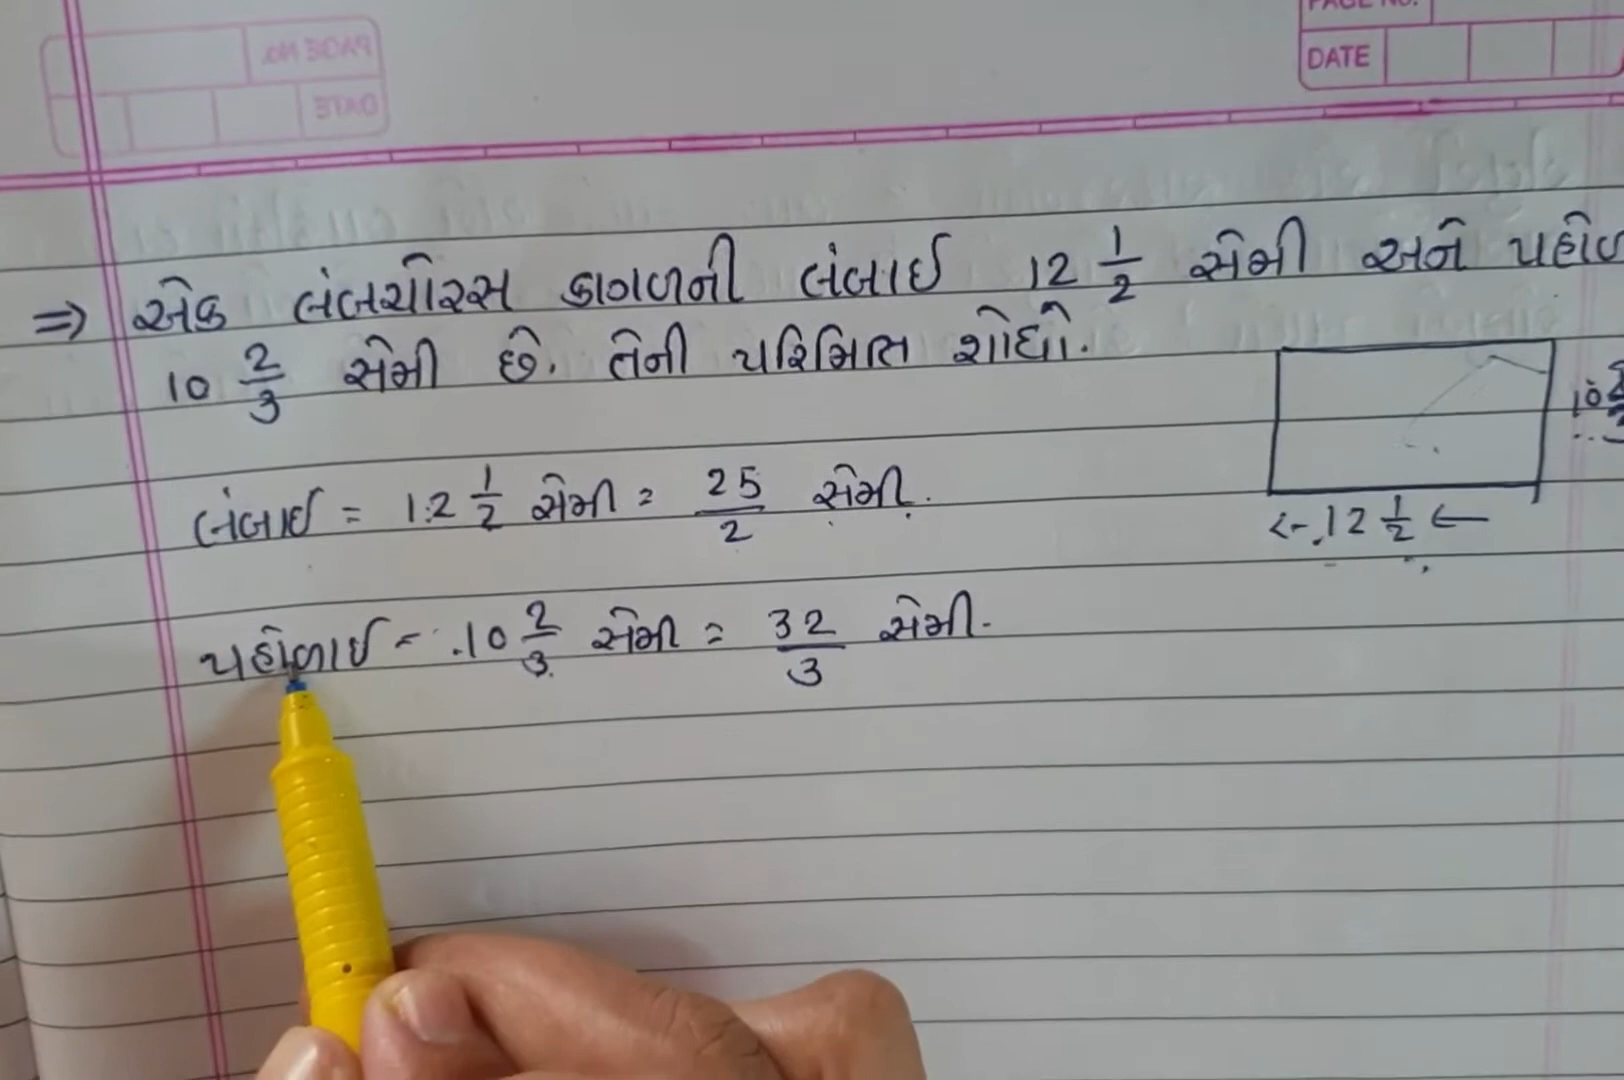 DATE
⇒ એક લંબચોરસ કાગળની લંબાઈ 12 1/2 સેમી અને
10 2/3 સેમી છે. તેની પરિમિતિ શોધો.
લંબાઈ = 12 1/2 સેમી = 25/2 સેમી.
←12 1/2 ←
પહોળાઈ = 10 2/3 સેમી = 32/3 સેમી.